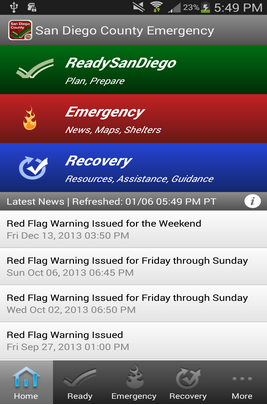 23% 5:49 PM
San Diego County Emergency
ReadySanDiego
Plan, Prepare
Emergency
News, Maps, Shelters
Recovery
Resources, Assistance, Guidance
Latest News | Refreshed: 01/06 05:49 PM PT
Red Flag Warning Issued for the Weekend
Fri Dec 13, 2013 03:50 PM
Red Flag Warning Issued for Friday through Sunday
Sun Oct 06, 2013 06:45 PM
Red Flag Warning Issued for Friday through Sunday
Wed Oct 02, 2013 06:50 PM
Red Flag Warning Issued
Fri Sep 27, 2013 01:00 PM
Home Ready Emergency Recovery More